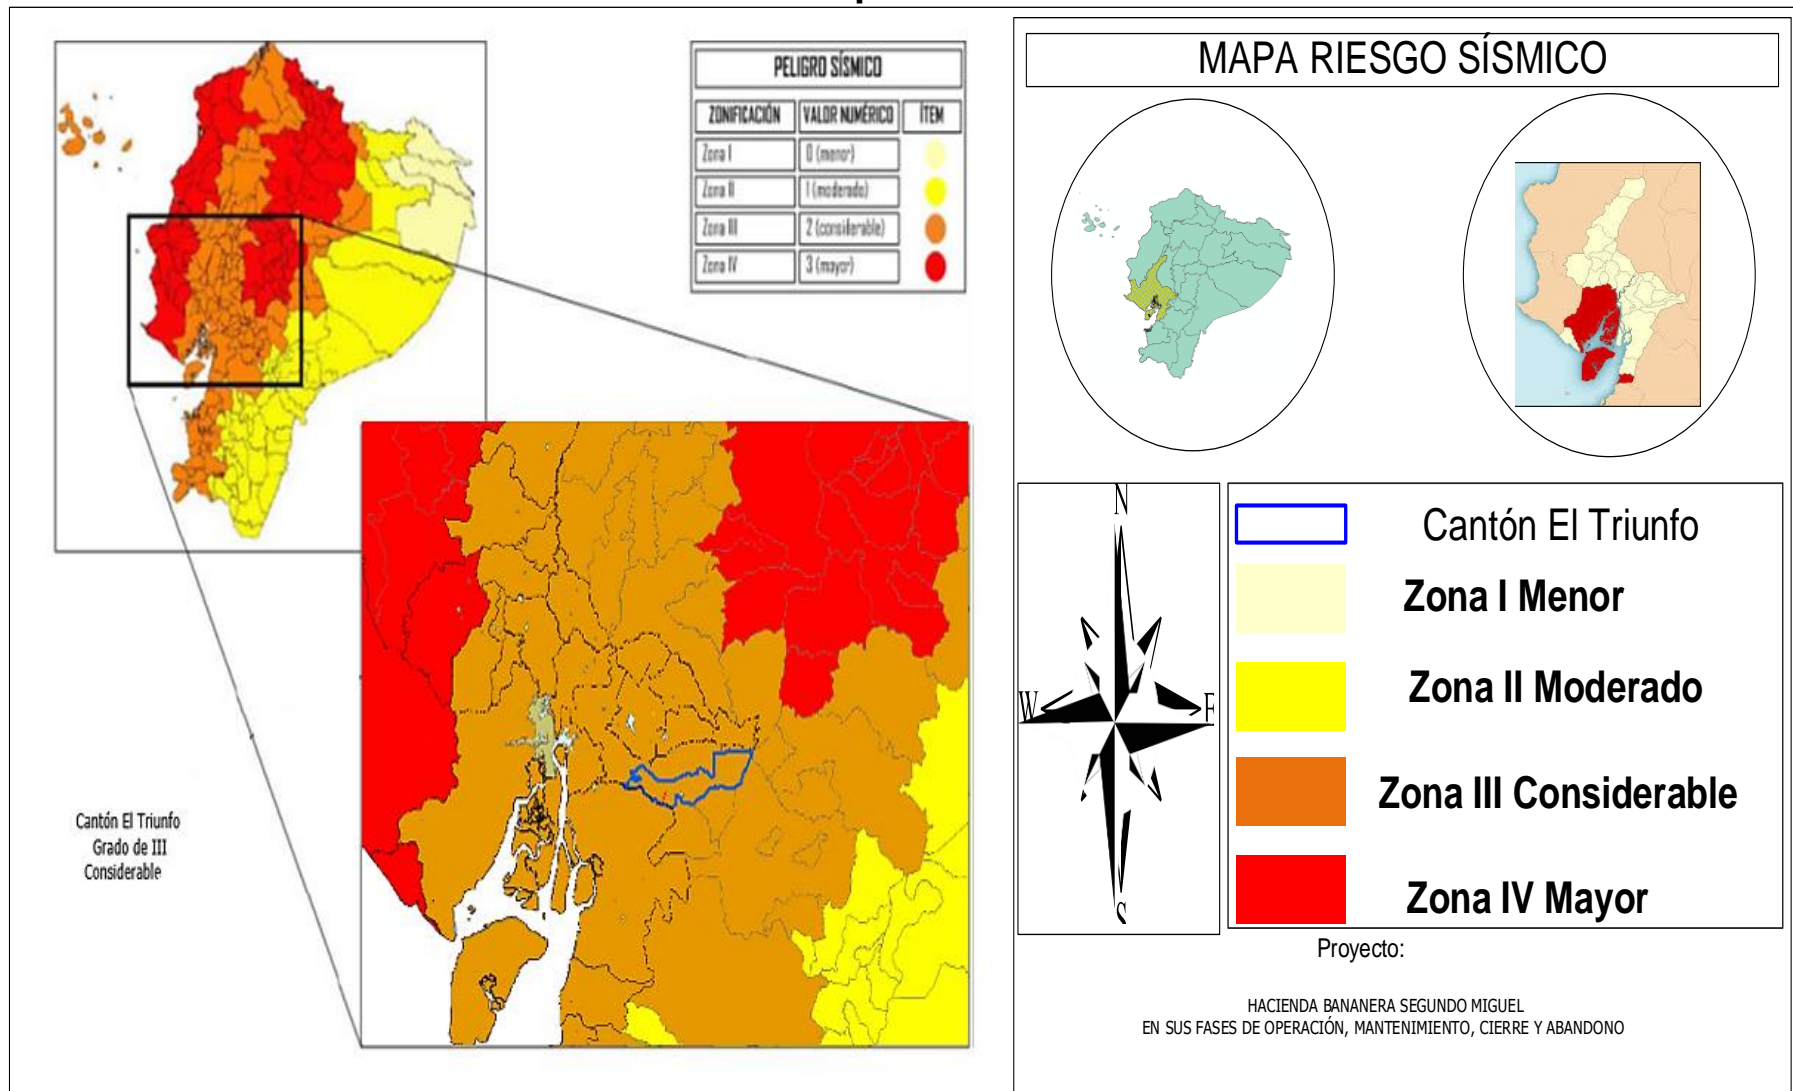 PELIGRO SÍSMICO
ZONIFICACIÓN VALOR NUMÉRICO ÍTEM
Zona I 0 (menor)
Zona II 1 (moderado)
Zona III 2 (considerable)
Zona IV 3 (mayor)
Cantón El Triunfo
Grado de III
Considerable
MAPA RIESGO SÍSMICO
N
W E
S
Cantón El Triunfo
Zona I Menor
Zona II Moderado
Zona III Considerable
Zona IV Mayor
Proyecto:
HACIENDA BANANERA SEGUNDO MIGUEL
EN SUS FASES DE OPERACIÓN, MANTENIMIENTO, CIERRE Y ABANDONO